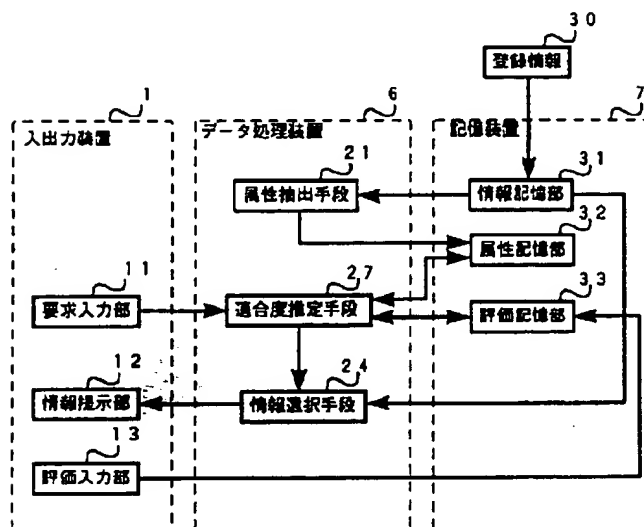 30
登録情報
1
6
7
入出力装置
データ処理装置
記憶装置
21
属性抽出手段
31
情報記憶部
32
属性記憶部
11
要求入力部
27
適合度推定手段
33
評価記憶部
12
情報提示部
24
情報選択手段
13
評価入力部